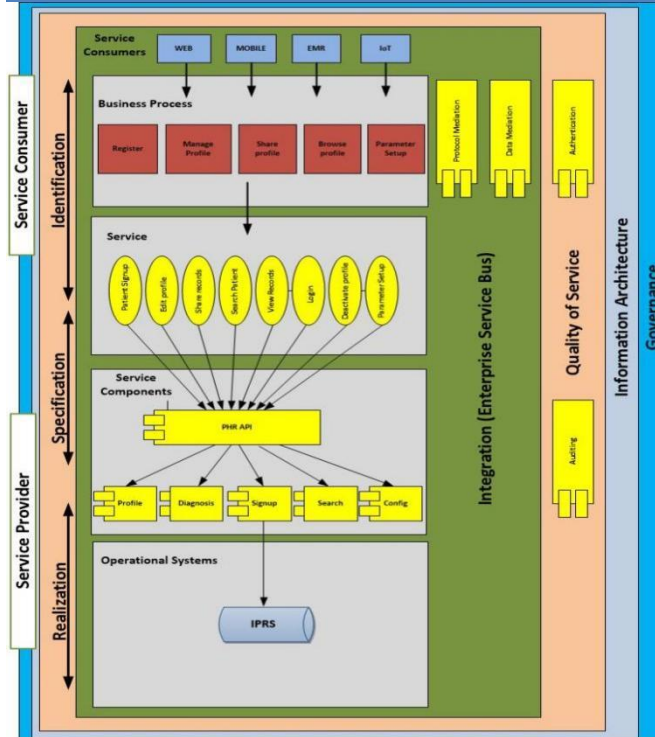 Service
Consumers
WEB
MOBILE
EMR
IoT
Business Process
Register
Manage
Profile
Share
profile
Browse
profile
Parameter
Setup
Service
Patient Signup
Edit profile
Share records
Search Patient
View Records
Login
Deactivate profile
Parameter Setup
Service
Components
PHR API
Profile
Diagnosis
Signup
Search
Config
Operational Systems
IPRS
Service Consumer
Service Provider
Identification
Specification
Realization
Protocol Mediation
Data Mediation
Integration (Enterprise Service Bus)
Authentication
Auditing
Quality of Service
Information Architecture
Governance